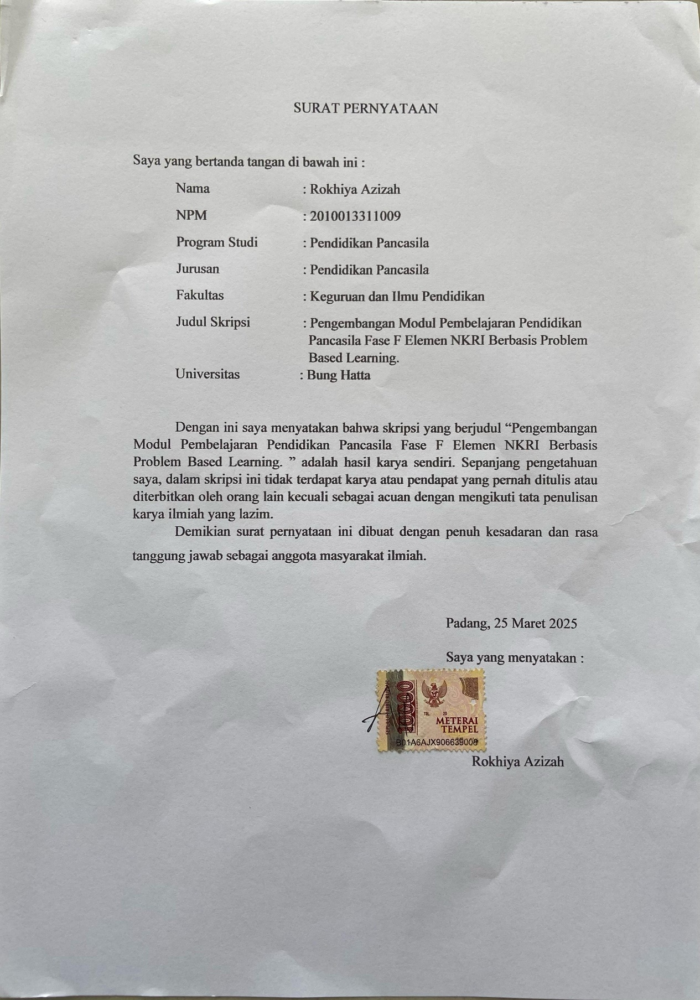 SURAT PERNYATAAN
Saya yang bertanda tangan di bawah ini :
Nama : Rokhiya Azizah
NPM : 2010013311009
Program Studi : Pendidikan Pancasila
Jurusan : Pendidikan Pancasila
Fakultas : Keguruan dan Ilmu Pendidikan
Judul Skripsi : Pengembangan Modul Pembelajaran Pendidikan
Pancasila Fase F Elemen NKRI Berbasis Problem
Based Learning.
Universitas : Bung Hatta
Dengan ini saya menyatakan bahwa skripsi yang berjudul “Pengembangan
Modul Pembelajaran Pendidikan Pancasila Fase F Elemen NKRI Berbasis
Problem Based Learning. ” adalah hasil karya sendiri. Sepanjang pengetahuan
saya, dalam skripsi ini tidak terdapat karya atau pendapat yang pernah ditulis atau
diterbitkan oleh orang lain kecuali sebagai acuan dengan mengikuti tata penulisan
karya ilmiah yang lazim.
Demikian surat pernyataan ini dibuat dengan penuh kesadaran dan rasa
tanggung jawab sebagai anggota masyarakat ilmiah.
Padang, 25 Maret 2025
Saya yang menyatakan :
SEPULUH RIBU RUPIAH
10000
TGL. 20
METERAI
TEMPEL
B01A6AJX906639008
Rokhiya Azizah